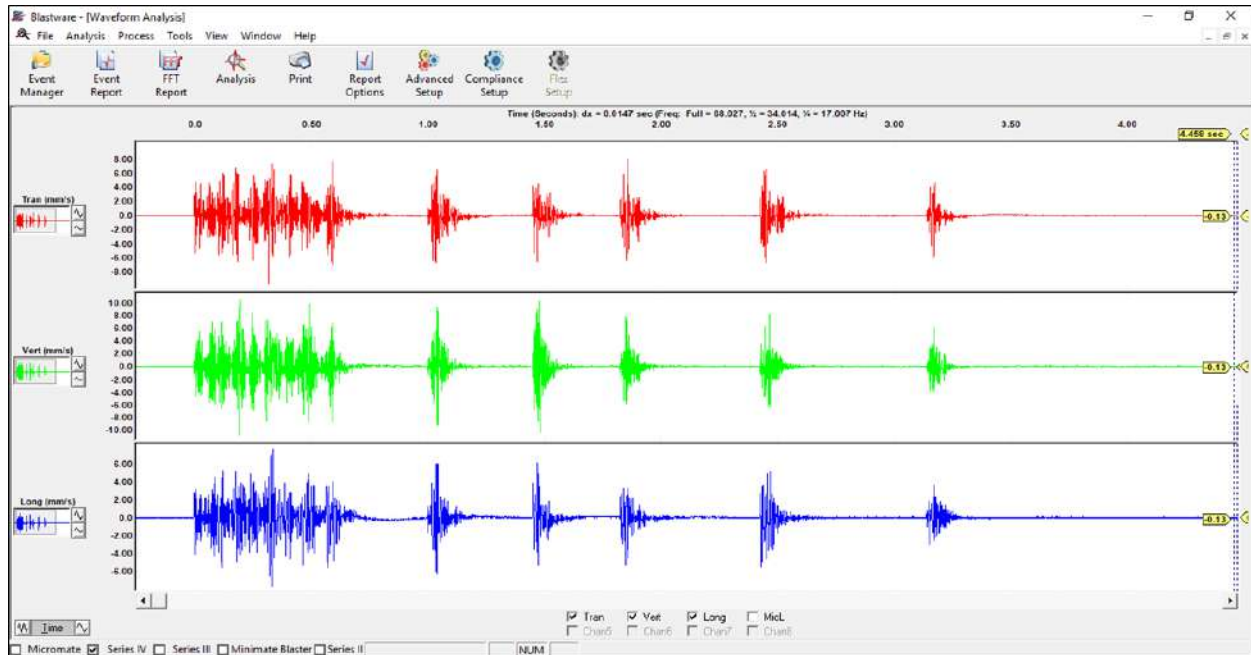 Blastware - [Waveform Analysis]
File Analysis Process Tools View Window Help
Event Manager
Event Report
FFT Report
Analysis
Print
Report Options
Advanced Setup
Compliance Setup
Flex Setup
Time (Seconds): dx = 0.0147 sec (Freq: Full = 68.027, ½ = 34.014, ¼ = 17.007 Hz)
0.0 0.50 1.00 1.50 2.00 2.50 3.00 3.50 4.00
4.458 sec
Tran (mm/s)
8.00
6.00
4.00
2.00
0.0
-2.00
-4.00
-6.00
-8.00
-0.13
Vert (mm/s)
10.00
8.00
6.00
4.00
2.00
0.0
-2.00
-4.00
-6.00
-8.00
-10.00
-0.13
Long (mm/s)
6.00
4.00
2.00
0.0
-2.00
-4.00
-6.00
-0.13
Time
Tran Vert Long MicL
Chan5 Chan6 Chan7 Chan8
Micromate Series IV Series III Minimate Blaster Series II NUM